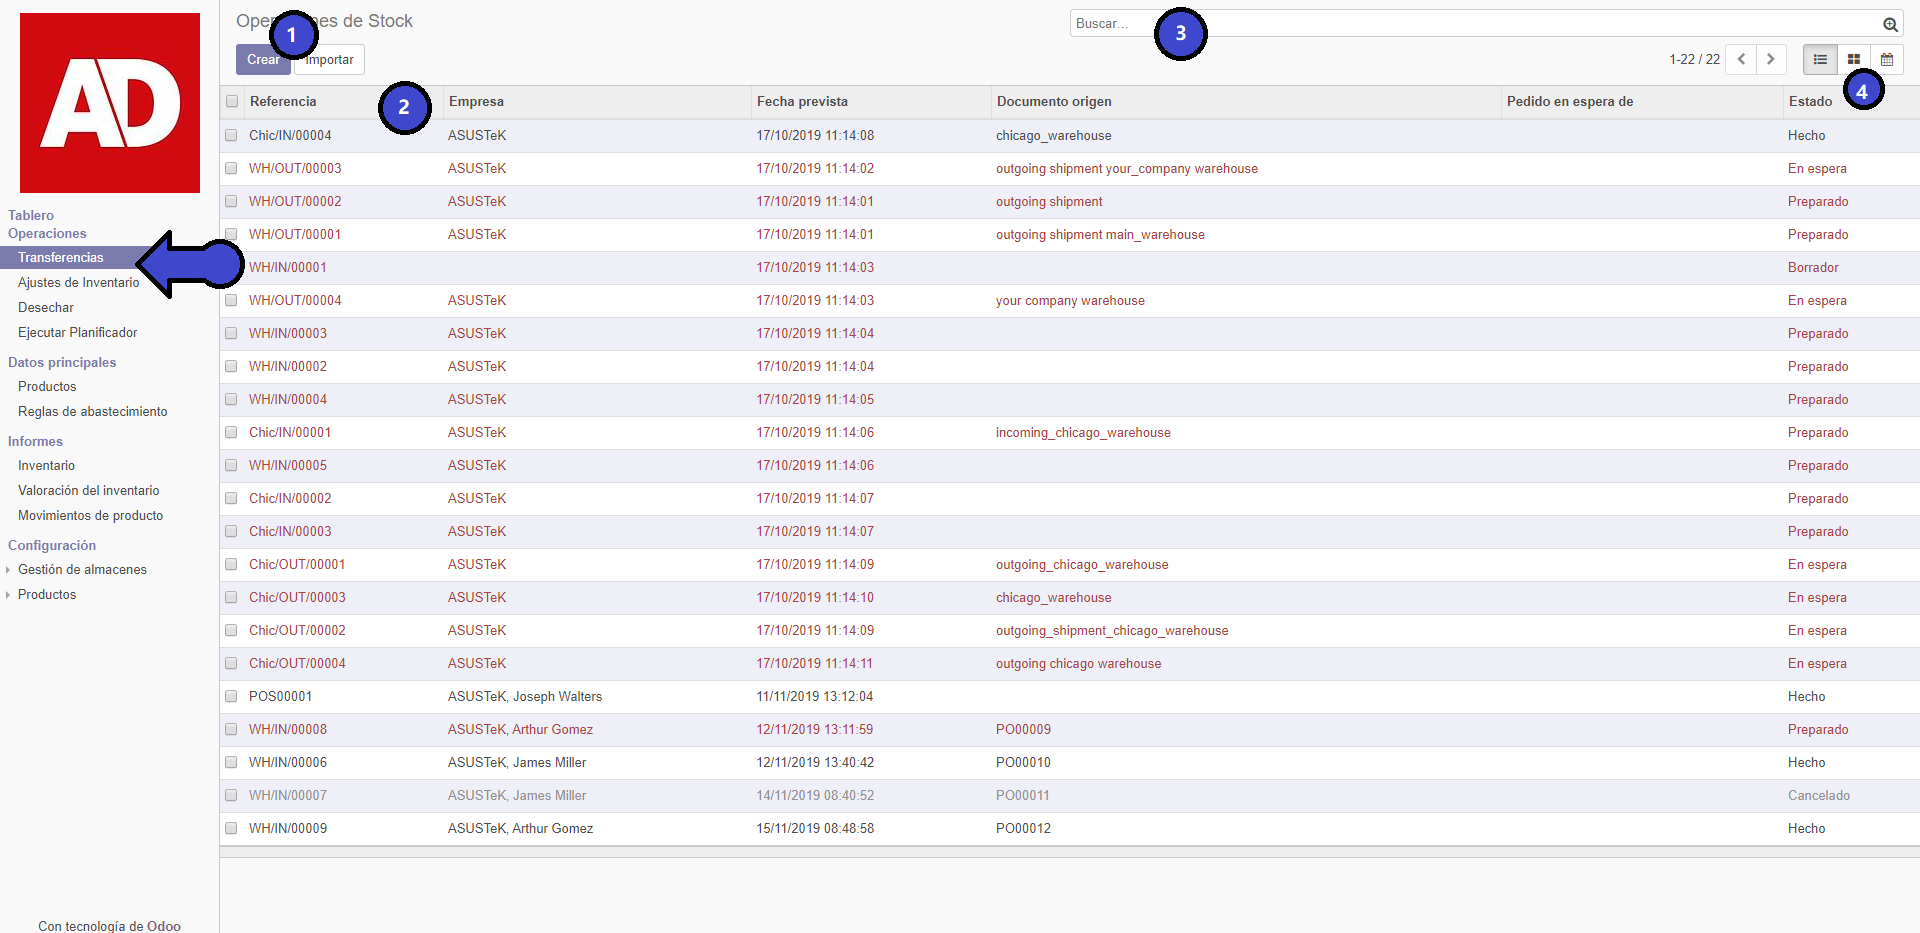 AD
Tablero
Operaciones
Transferencias
Ajustes de Inventario
Desechar
Ejecutar Planificador
Datos principales
Productos
Reglas de abastecimiento
Informes
Inventario
Valoración del inventario
Movimientos de producto
Configuración
Gestión de almacenes
Productos
Con tecnología de Odoo
de Stock
1
Crear
Importar
Buscar...
3
1-22 / 22
4
2
Referencia Empresa Fecha prevista Documento origen Pedido en espera de Estado
Chic/IN/00004 ASUSTeK 17/10/2019 11:14:08 chicago_warehouse Hecho
WH/OUT/00003 ASUSTeK 17/10/2019 11:14:02 outgoing shipment your_company warehouse En espera
WH/OUT/00002 ASUSTeK 17/10/2019 11:14:01 outgoing shipment Preparado
WH/OUT/00001 ASUSTeK 17/10/2019 11:14:01 outgoing shipment main_warehouse Preparado
WH/IN/00001 17/10/2019 11:14:03 Borrador
WH/OUT/00004 ASUSTeK 17/10/2019 11:14:03 your company warehouse En espera
WH/IN/00003 ASUSTeK 17/10/2019 11:14:04 Preparado
WH/IN/00002 ASUSTeK 17/10/2019 11:14:04 Preparado
WH/IN/00004 ASUSTeK 17/10/2019 11:14:05 Preparado
Chic/IN/00001 ASUSTeK 17/10/2019 11:14:06 incoming_chicago_warehouse Preparado
WH/IN/00005 ASUSTeK 17/10/2019 11:14:06 Preparado
Chic/IN/00002 ASUSTeK 17/10/2019 11:14:07 Preparado
Chic/IN/00003 ASUSTeK 17/10/2019 11:14:07 Preparado
Chic/OUT/00001 ASUSTeK 17/10/2019 11:14:09 outgoing_chicago_warehouse En espera
Chic/OUT/00003 ASUSTeK 17/10/2019 11:14:10 chicago_warehouse En espera
Chic/OUT/00002 ASUSTeK 17/10/2019 11:14:09 outgoing_shipment_chicago_warehouse En espera
Chic/OUT/00004 ASUSTeK 17/10/2019 11:14:11 outgoing chicago warehouse En espera
POS00001 ASUSTeK, Joseph Walters 11/11/2019 13:12:04 Hecho
WH/IN/00008 ASUSTeK, Arthur Gomez 12/11/2019 13:11:59 PO00009 Preparado
WH/IN/00006 ASUSTeK, James Miller 12/11/2019 13:40:42 PO00010 Hecho
WH/IN/00007 ASUSTeK, James Miller 14/11/2019 08:40:52 PO00011 Cancelado
WH/IN/00009 ASUSTeK, Arthur Gomez 15/11/2019 08:48:58 PO00012 Hecho